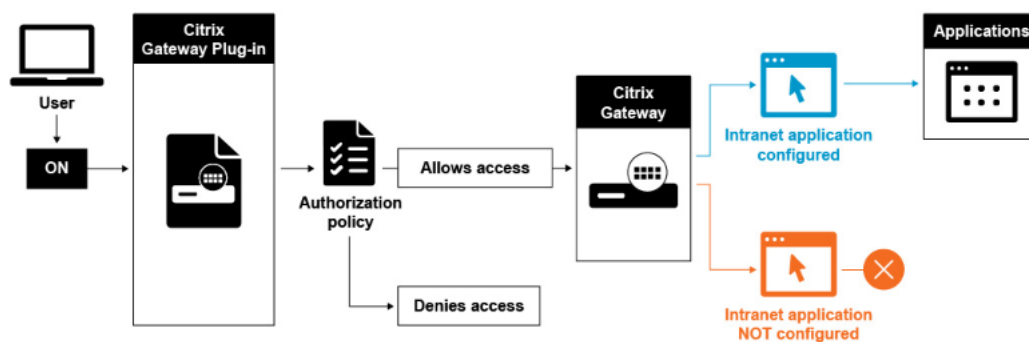 User
ON
Citrix
Gateway Plug-in
Authorization
policy
Allows access
Denies access
Citrix
Gateway
Intranet application
configured
Intranet application
NOT configured
Applications